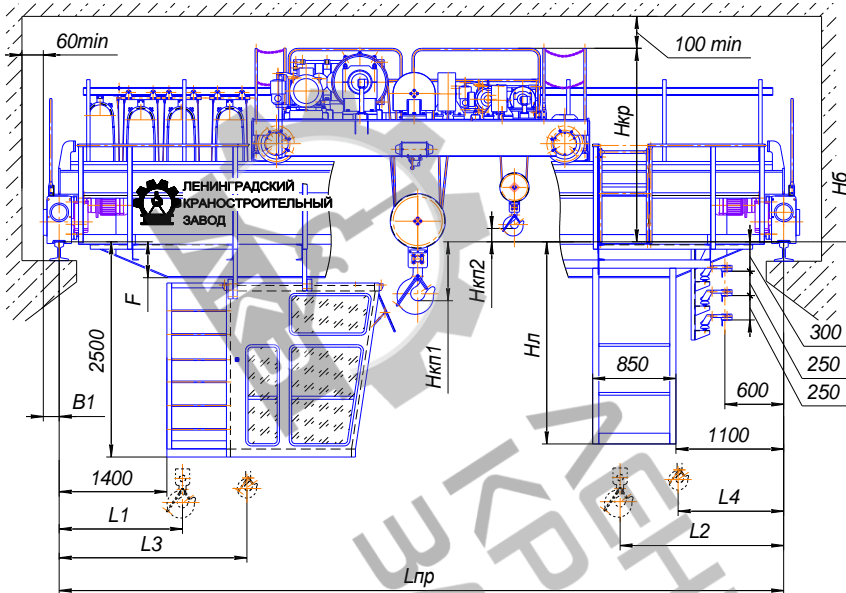 60min
100 min
Нкр
Нб
ЛЕНИНГРАДСКИЙ
КРАНОСТРОИТЕЛЬНЫЙ
ЗАВОД
F
Нкп2
Нкп1
2500
Нл
300
250
250
850
600
В1
1100
1400
L1
L4
L2
L3
Lпр